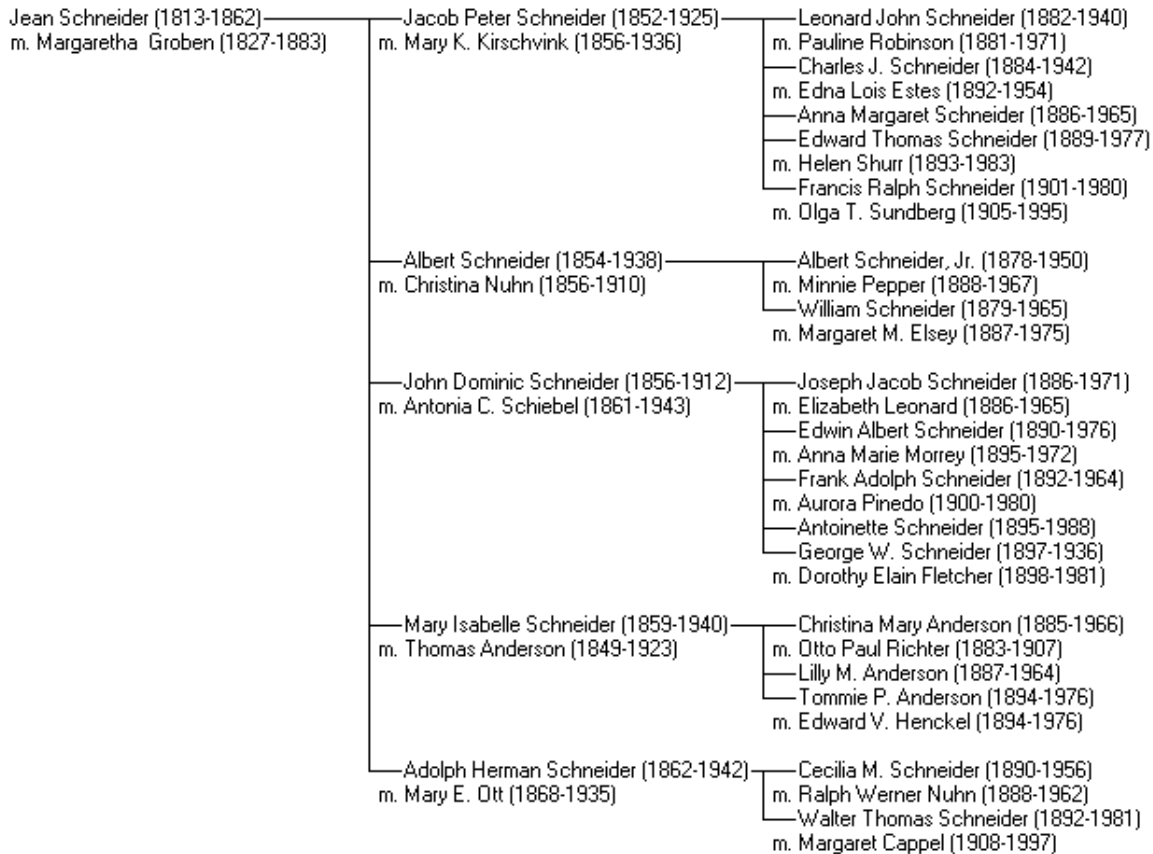 Jean Schneider (1813-1862)
m. Margaretha Groben (1827-1883)
Jacob Peter Schneider (1852-1925)
m. Mary K. Kirschvink (1856-1936)
Leonard John Schneider (1882-1940)
m. Pauline Robinson (1881-1971)
Charles J. Schneider (1884-1942)
m. Edna Lois Estes (1892-1954)
Anna Margaret Schneider (1886-1965)
Edward Thomas Schneider (1889-1977)
m. Helen Shurr (1893-1983)
Francis Ralph Schneider (1901-1980)
m. Olga T. Sundberg (1905-1995)
Albert Schneider (1854-1938)
m. Christina Nuhn (1856-1910)
Albert Schneider, Jr. (1878-1950)
m. Minnie Pepper (1888-1967)
William Schneider (1879-1965)
m. Margaret M. Elsey (1887-1975)
John Dominic Schneider (1856-1912)
m. Antonia C. Schiebel (1861-1943)
Joseph Jacob Schneider (1886-1971)
m. Elizabeth Leonard (1886-1965)
Edwin Albert Schneider (1890-1976)
m. Anna Marie Morrey (1895-1972)
Frank Adolph Schneider (1892-1964)
m. Aurora Pinedo (1900-1980)
Antoinette Schneider (1895-1988)
George W. Schneider (1897-1936)
m. Dorothy Elain Fletcher (1898-1981)
Mary Isabelle Schneider (1859-1940)
m. Thomas Anderson (1849-1923)
Christina Mary Anderson (1885-1966)
m. Otto Paul Richter (1883-1907)
Lilly M. Anderson (1887-1964)
Tommie P. Anderson (1894-1976)
m. Edward V. Henckel (1894-1976)
Adolph Herman Schneider (1862-1942)
m. Mary E. Ott (1868-1935)
Cecilia M. Schneider (1890-1956)
m. Ralph Werner Nuhn (1888-1962)
Walter Thomas Schneider (1892-1981)
m. Margaret Cappel (1908-1997)